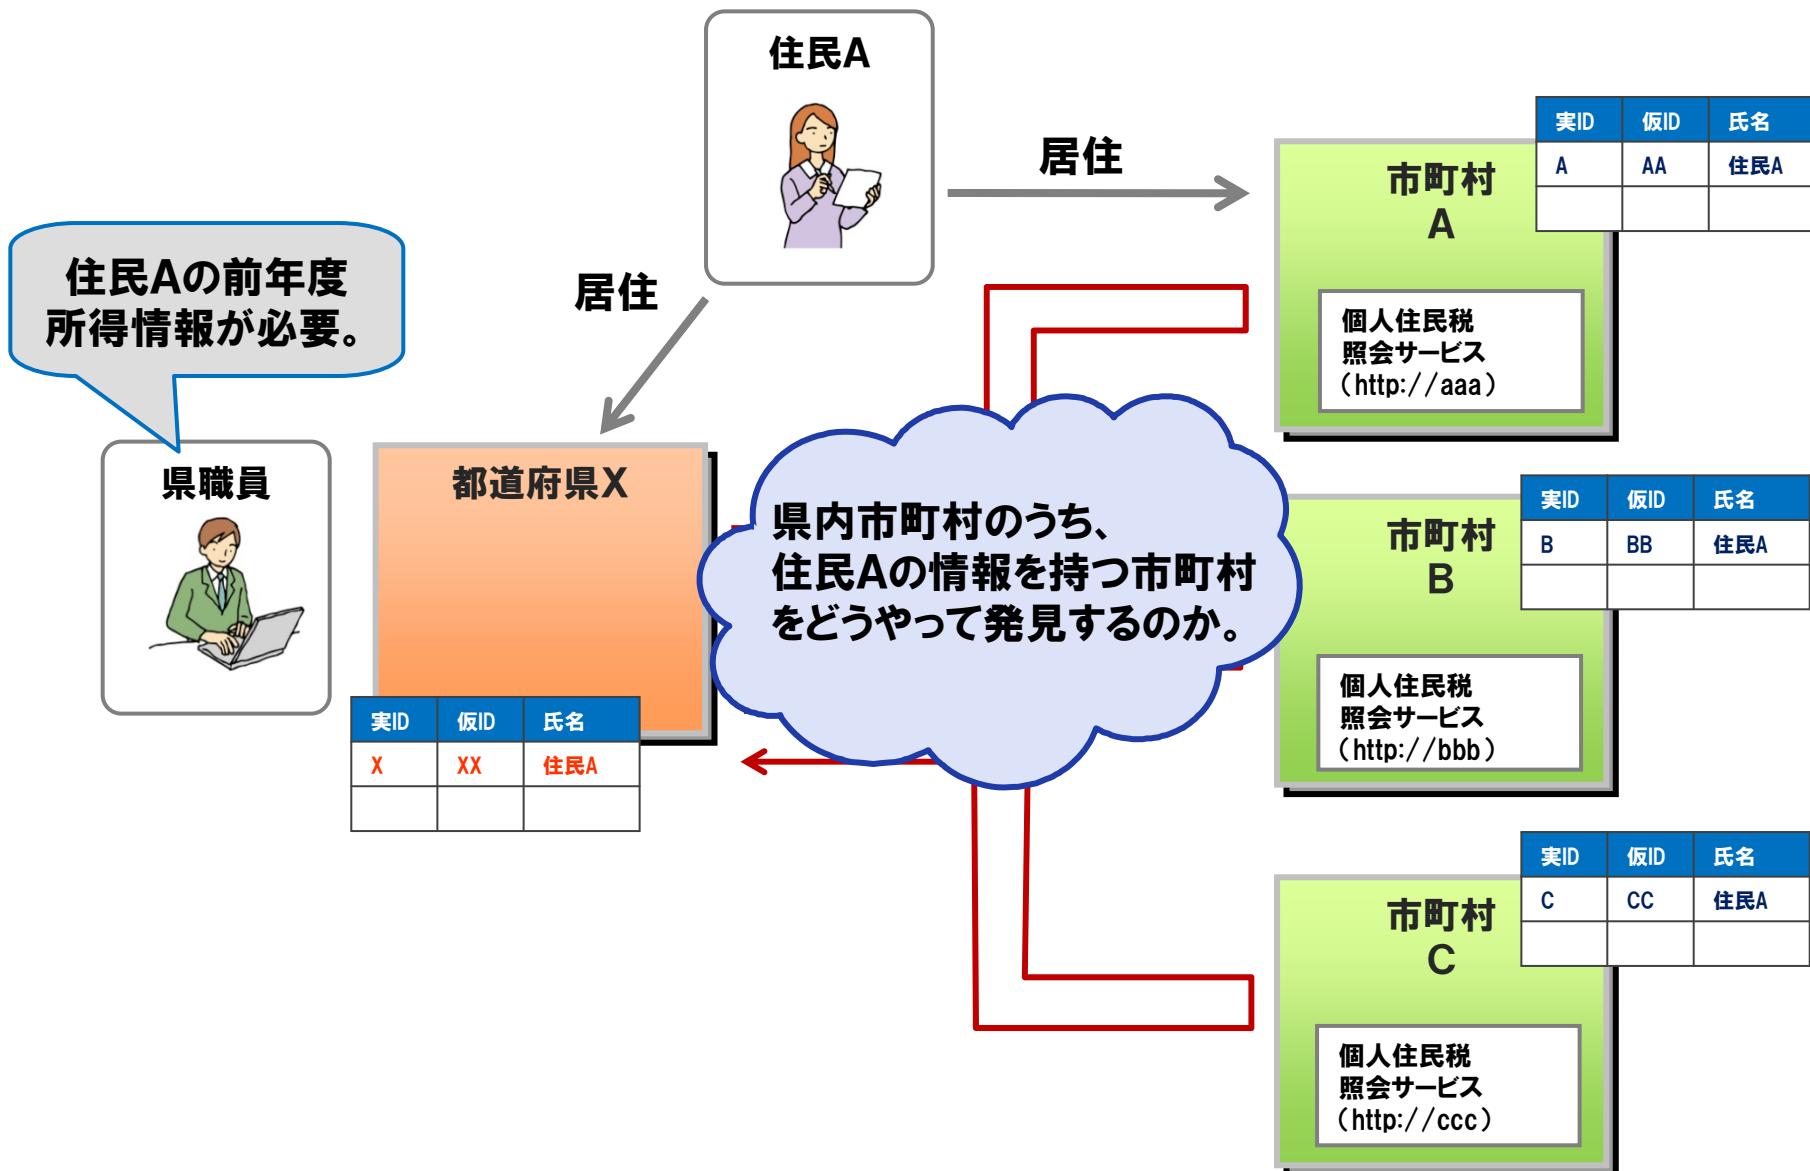 住民A
居住
居住
住民Aの前年度
所得情報が必要。
県職員
都道府県X
実ID 仮ID 氏名
X XX 住民A
県内市町村のうち、
住民Aの情報を持つ市町村
をどうやって発見するのか。
市町村
A
実ID 仮ID 氏名
A AA 住民A
個人住民税
照会サービス
(http://aaa)
市町村
B
実ID 仮ID 氏名
B BB 住民A
個人住民税
照会サービス
(http://bbb)
市町村
C
実ID 仮ID 氏名
C CC 住民A
個人住民税
照会サービス
(http://ccc)